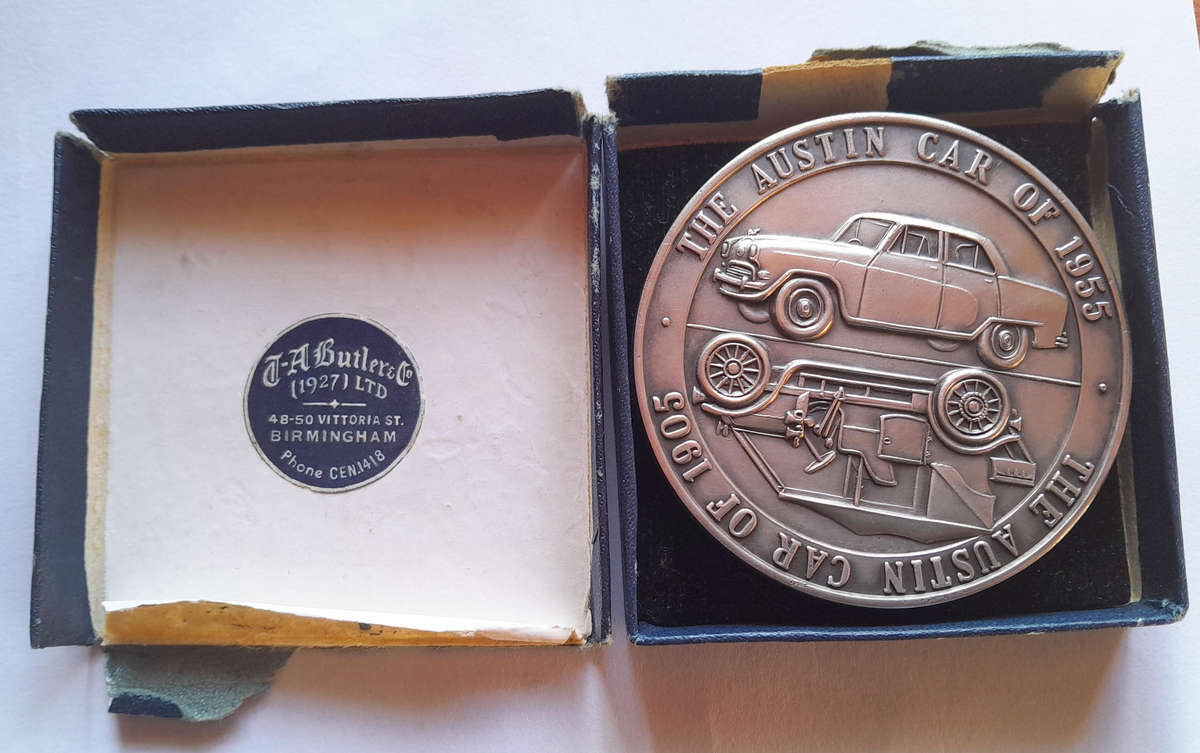 T-A Butler & Co
(1927) LTD
48-50 VITTORIA ST.
BIRMINGHAM
Phone CEN.1418
THE AUSTIN CAR OF 1955
THE AUSTIN CAR OF 1905